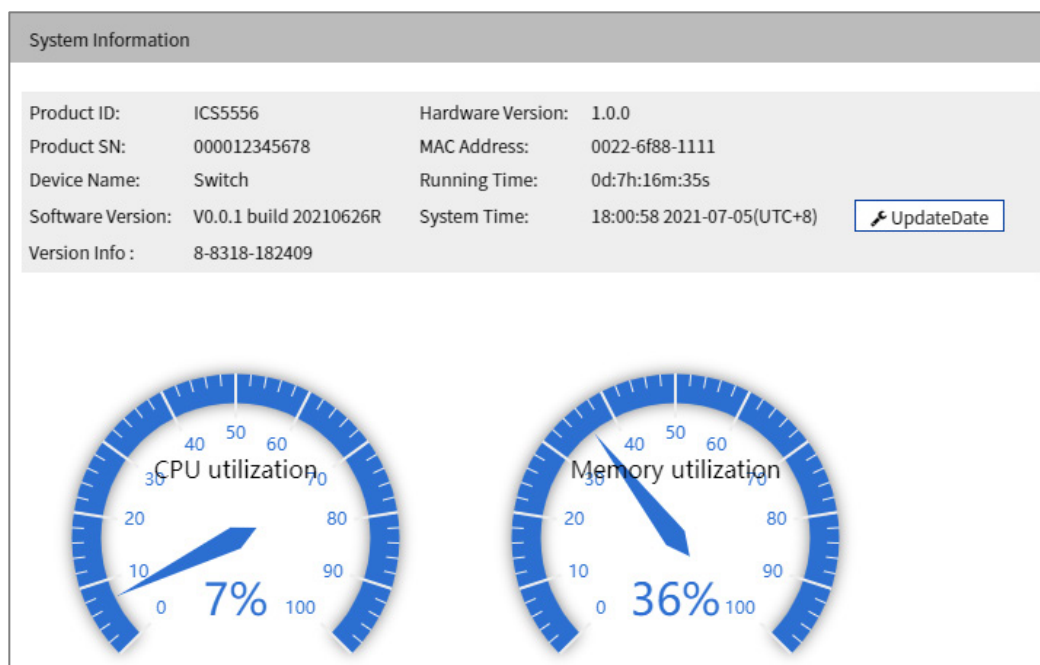 System Information
Product ID: ICS5556 Hardware Version: 1.0.0
Product SN: 000012345678 MAC Address: 0022-6f88-1111
Device Name: Switch Running Time: 0d:7h:16m:35s
Software Version: V0.0.1 build 20210626R System Time: 18:00:58 2021-07-05(UTC+8) UpdateDate
Version Info : 8-8318-182409
0 10 20 30 40 50 60 70 80 90 100
CPU utilization
7%
0 10 20 30 40 50 60 70 80 90 100
Memory utilization
36%